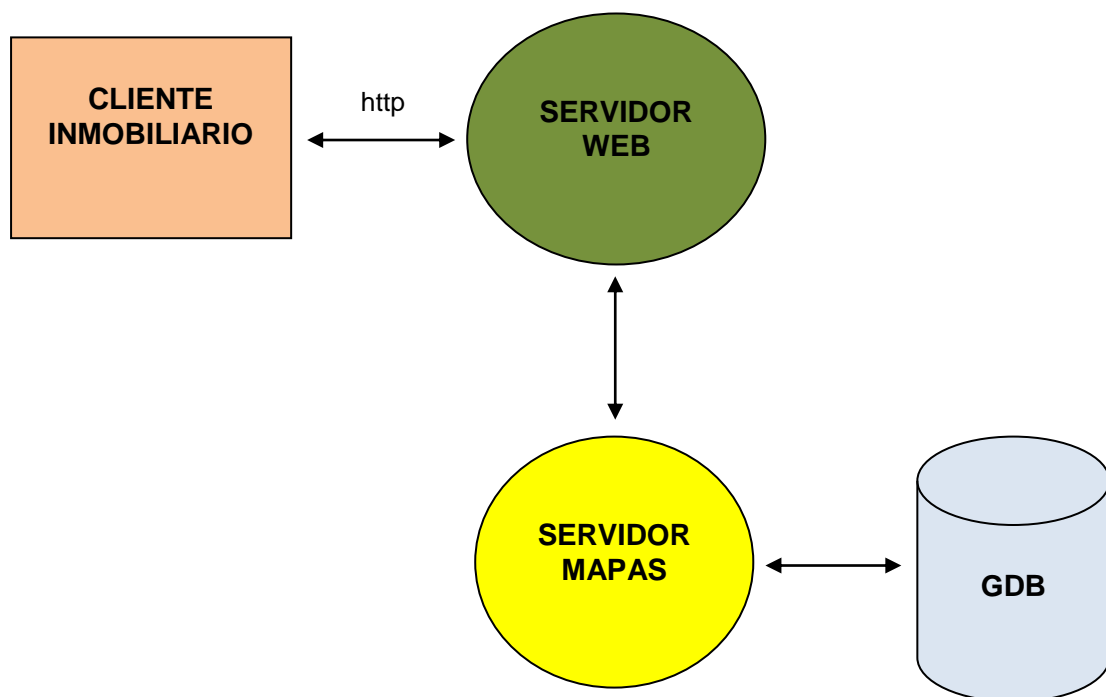 CLIENTE
INMOBILIARIO
http
SERVIDOR
WEB
SERVIDOR
MAPAS
GDB